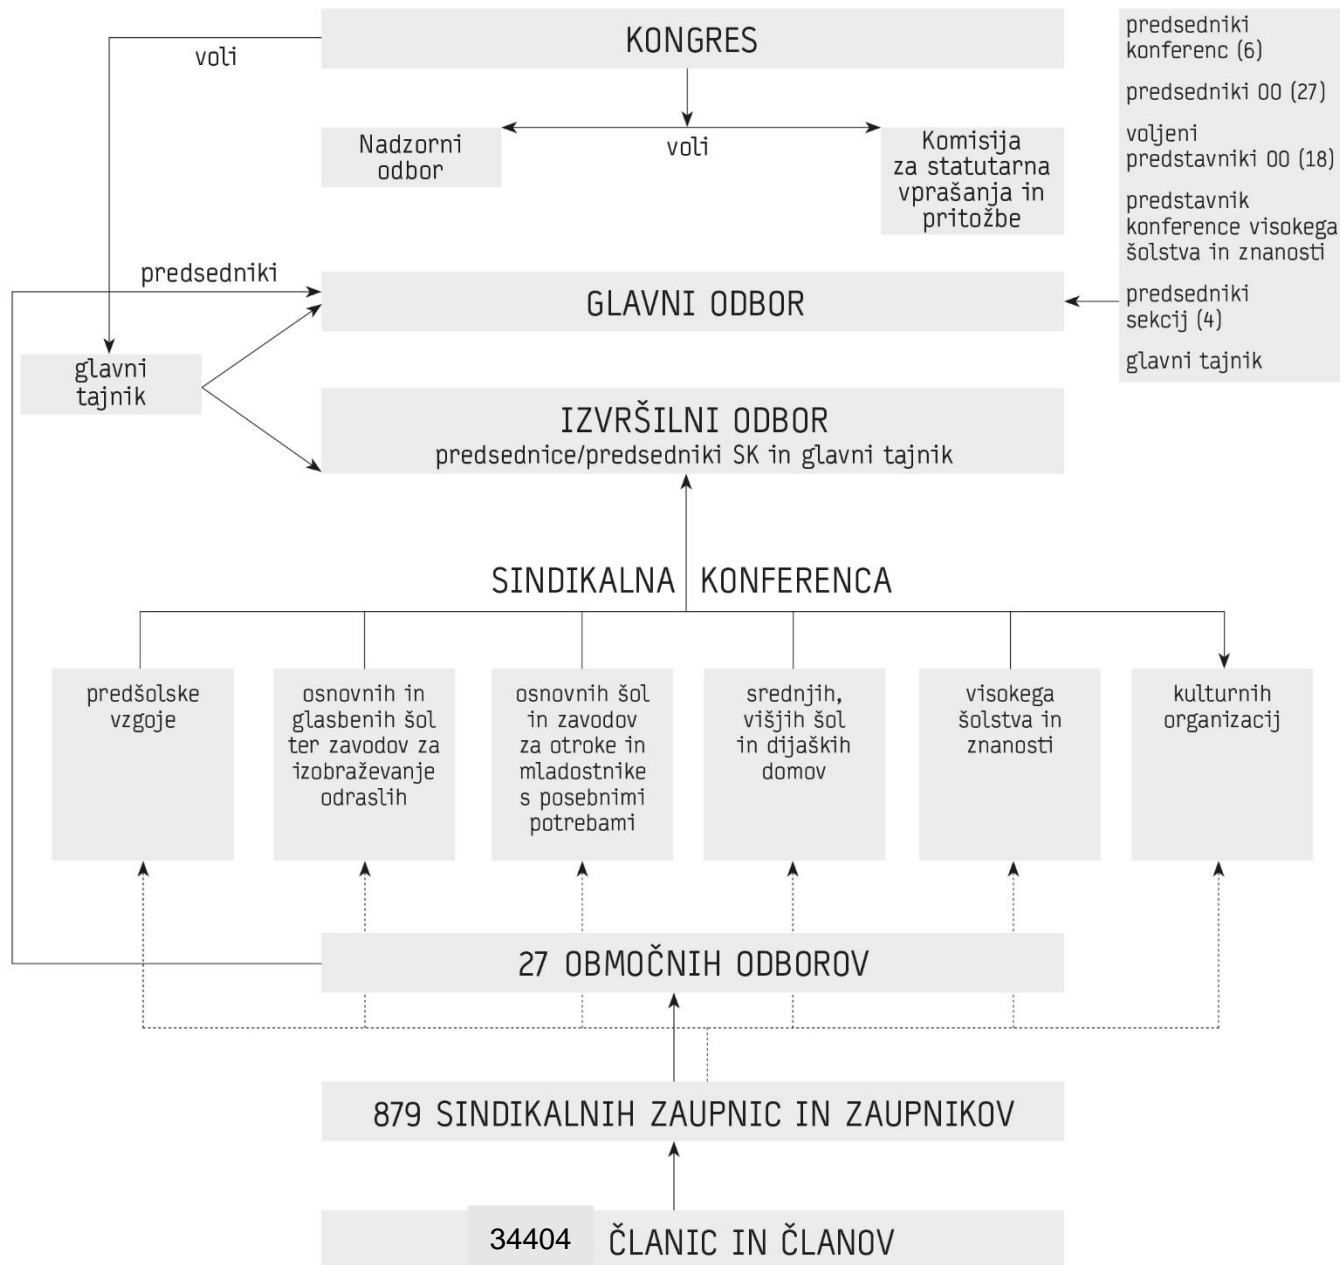 KONGRES
voli
Nadzorni
odbor
voli
Komisija
za statutarna
vprašanja in
pritožbe
predsedniki
konferenc (6)
predsedniki OO (27)
voljeni
predstavniki OO (18)
predstavnik
konference visokega
šolstva in znanosti
predsedniki
sekcij (4)
glavni tajnik
predsedniki
GLAVNI ODBOR
glavni
tajnik
IZVRŠILNI ODBOR
predsednice/predsedniki SK in glavni tajnik
SINDIKALNA KONFERENCA
predšolske
vzgoje
osnovnih in
glasbenih šol
ter zavodov za
izobraževanje
odraslih
osnovnih šol
in zavodov
za otroke in
mladostnike
s posebnimi
potrebami
srednjih,
višjih šol
in dijaških
domov
visokega
šolstva in
znanosti
kulturnih
organizacij
27 OBMOČNIH ODBOROV
879 SINDIKALNIH ZAUPNIC IN ZAUPNIKOV
34404 ČLANIC IN ČLANOV